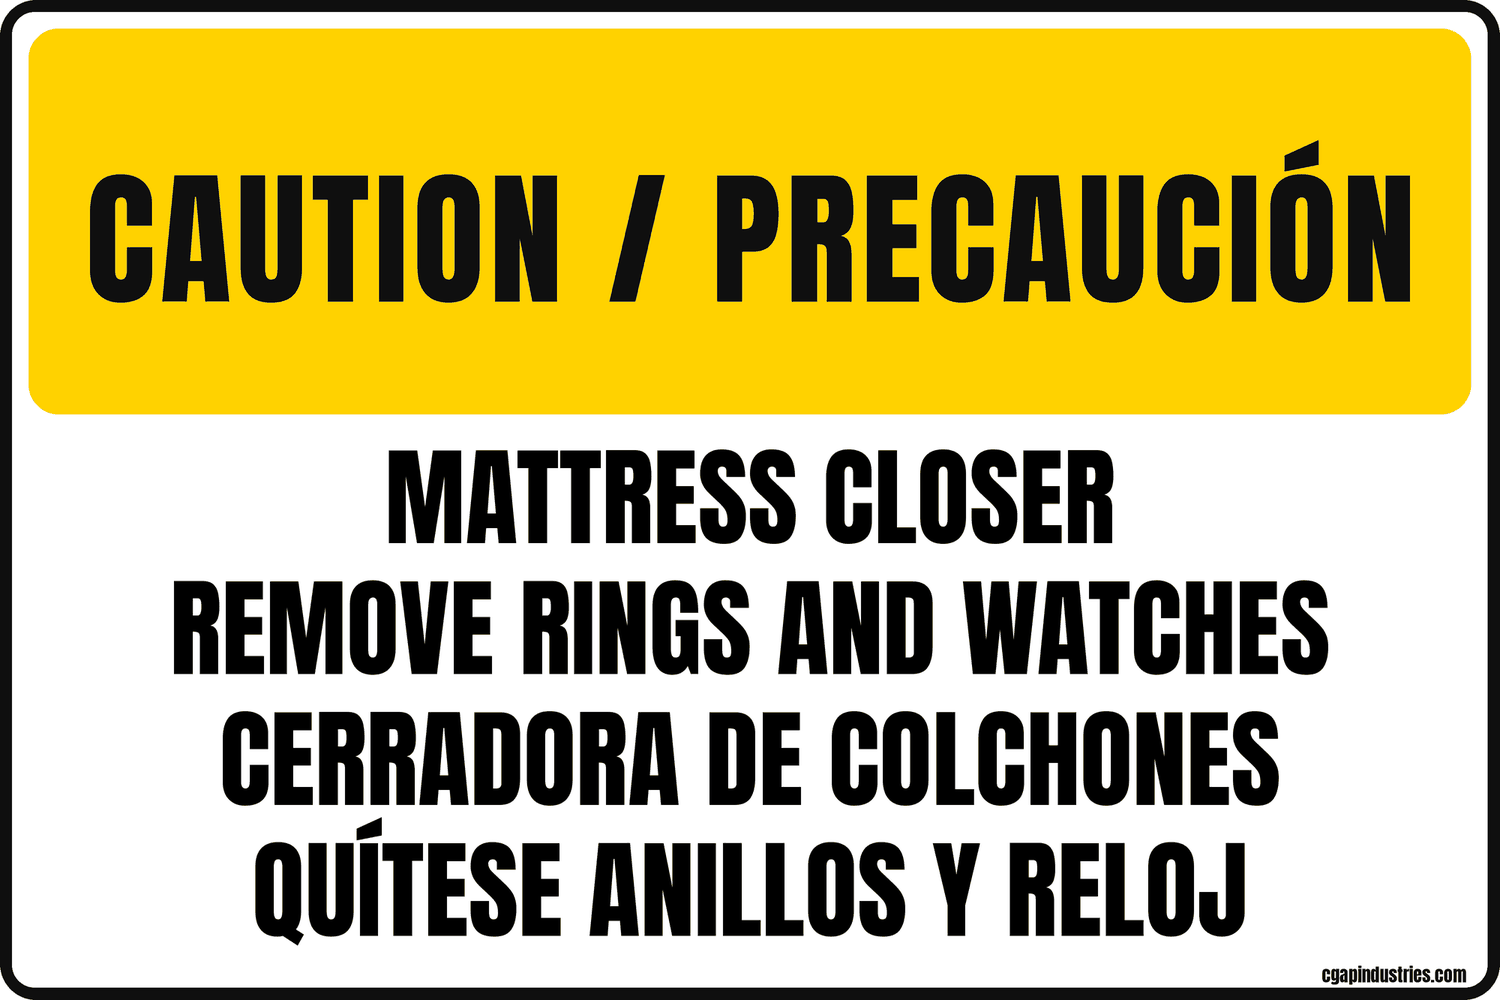 CAUTION / PRECAUCIÓN
MATTRESS CLOSER
REMOVE RINGS AND WATCHES
CERRADORA DE COLCHONES
QUÍTESE ANILLOS Y RELOJ
cgapindustries.com